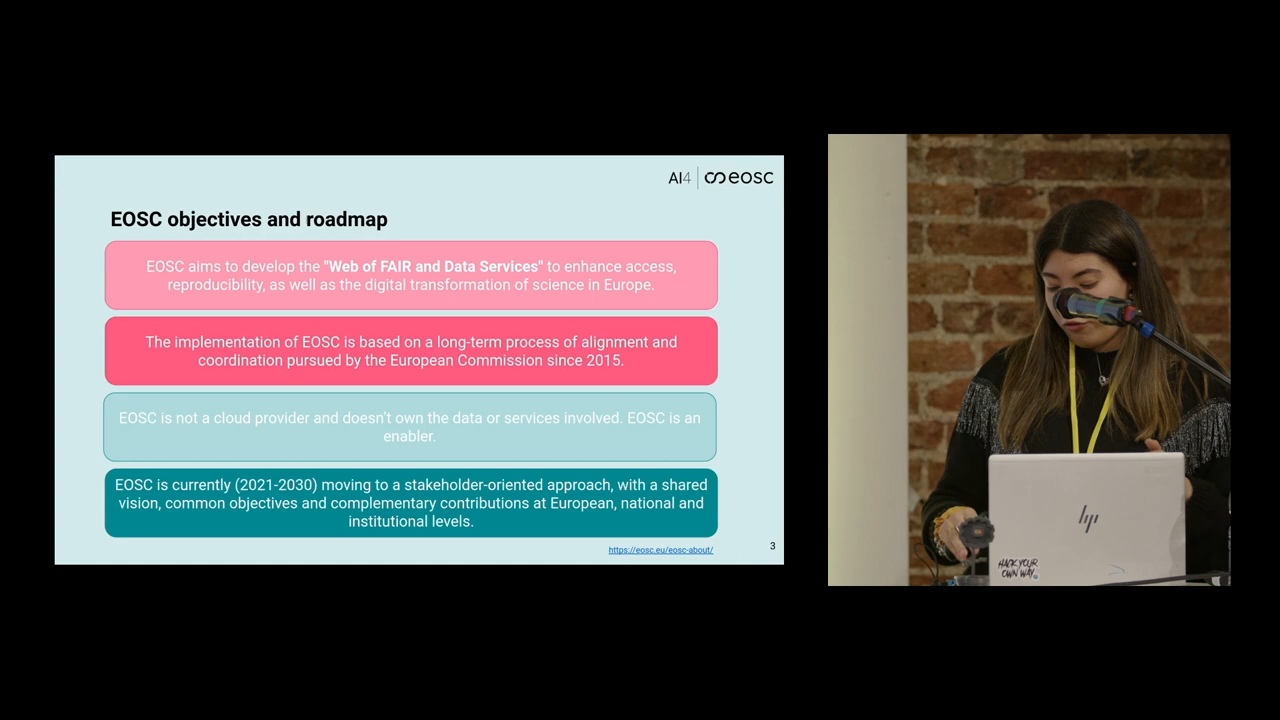 AI4 eosc
EOSC objectives and roadmap
EOSC aims to develop the "Web of FAIR and Data Services" to enhance access,
reproducibility, as well as the digital transformation of science in Europe.
The implementation of EOSC is based on a long-term process of alignment and
coordination pursued by the European Commission since 2015.
EOSC is not a cloud provider and doesn't own the data or services involved. EOSC is an
enabler.
EOSC is currently (2021-2030) moving to a stakeholder-oriented approach, with a shared
vision, common objectives and complementary contributions at European, national and
institutional levels.
https://eosc.eu/eosc-about/
3
hp
HACK YOUR
OWN WAY